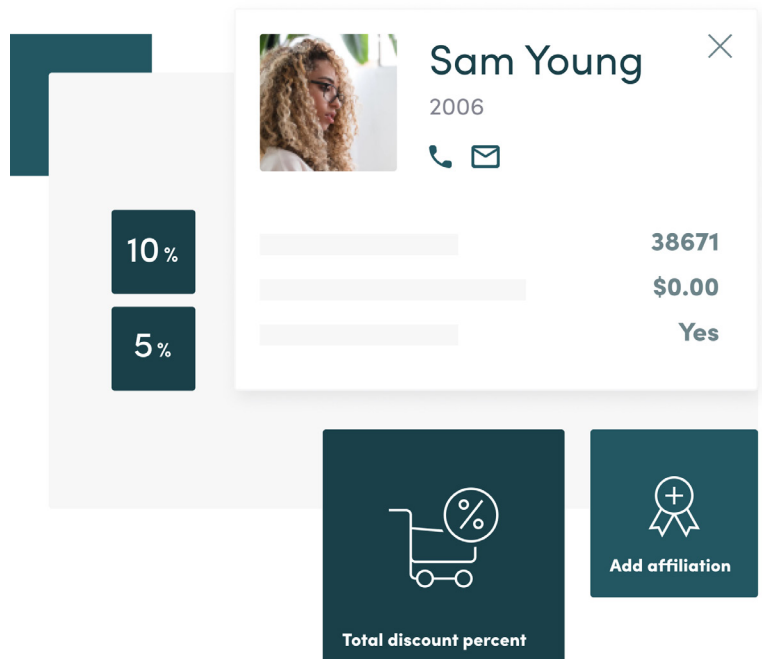 Sam Young
2006
10 %
38671
$0.00
5 %
Yes
Total discount percent
Add affiliation